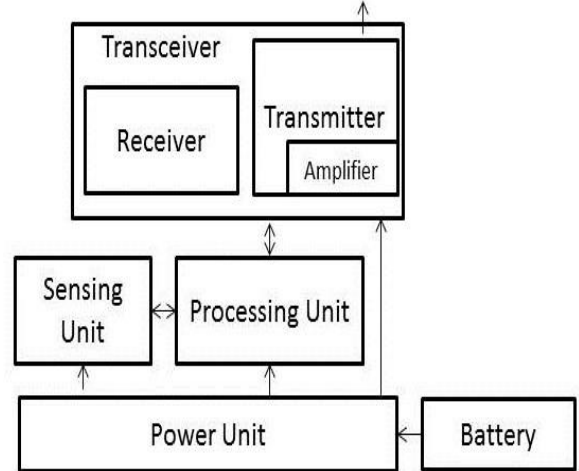 Transceiver
Receiver
Transmitter
Amplifier
Sensing
Unit
Processing Unit
Power Unit
Battery